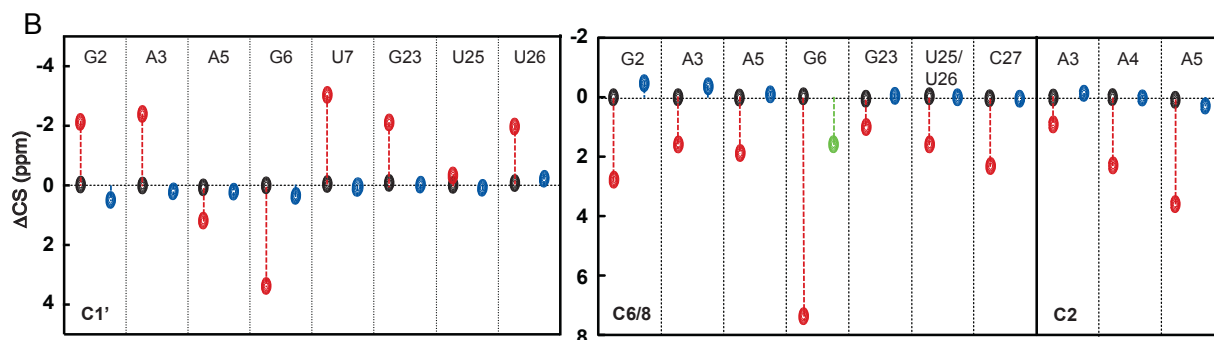 B
ΔCS (ppm)
-4
-2
0
2
4
G2 A3 A5 G6 U7 G23 U25 U26
C1'
-2
0
2
4
6
8
G2 A3 A5 G6 G23 U25/ C27
U26
C6/8
A3 A4 A5
C2